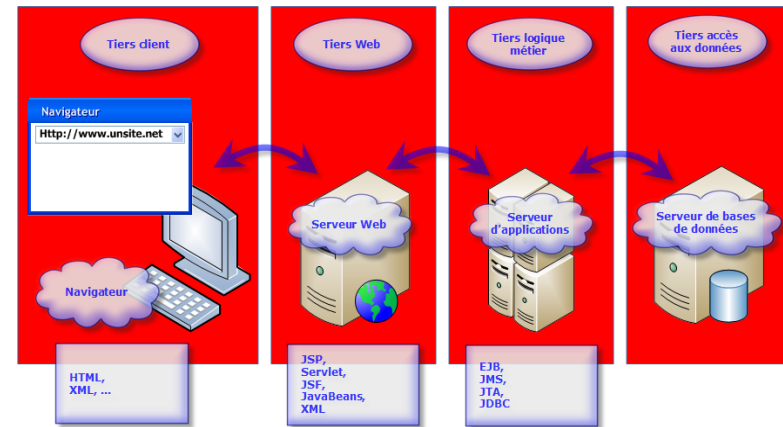 Tiers client
Navigateur
Http://www.unsite.net
Navigateur
HTML,
XML, ...
Tiers Web
Serveur Web
JSP,
Servlet,
JSF,
JavaBeans,
XML
Tiers logique
métier
Serveur
d'applications
EJB,
JMS,
JTA,
JDBC
Tiers accès
aux données
Serveur de bases
de données